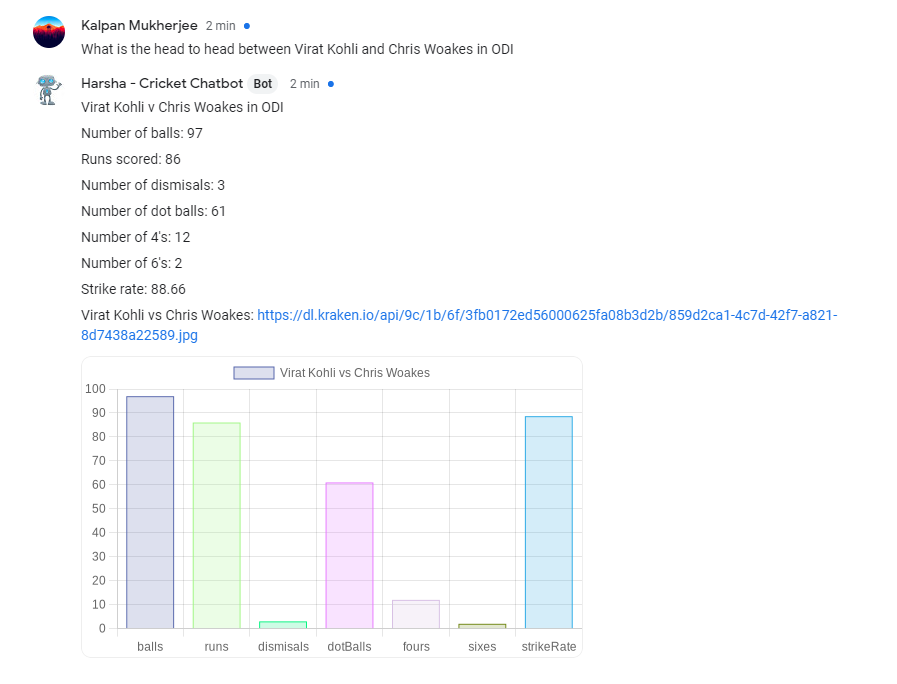 Kalpan Mukherjee 2 min
What is the head to head between Virat Kohli and Chris Woakes in ODI
Harsha - Cricket Chatbot Bot 2 min
Virat Kohli v Chris Woakes in ODI
Number of balls: 97
Runs scored: 86
Number of dismisals: 3
Number of dot balls: 61
Number of 4's: 12
Number of 6's: 2
Strike rate: 88.66
Virat Kohli vs Chris Woakes: https://dl.kraken.io/api/9c/1b/6f/3fb0172ed56000625fa08b3d2b/859d2ca1-4c7d-42f7-a821-
8d7438a22589.jpg
Virat Kohli vs Chris Woakes
100
90
80
70
60
50
40
30
20
10
0
balls runs dismisals dotBalls fours sixes strikeRate